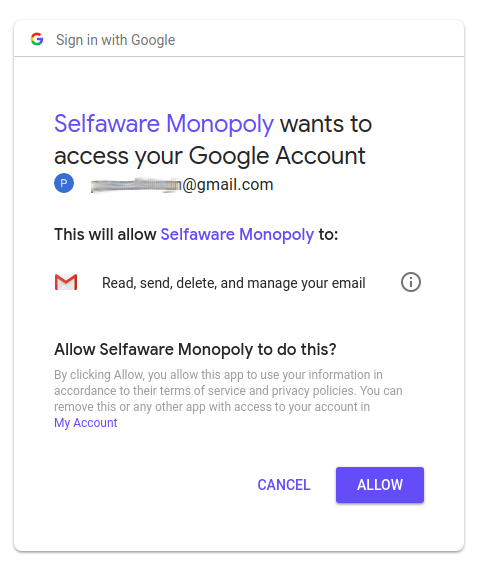 Sign in with Google
Selfaware Monopoly wants to
access your Google Account
P
@gmail.com
This will allow Selfaware Monopoly to:
Read, send, delete, and manage your email
Allow Selfaware Monopoly to do this?
By clicking Allow, you allow this app to use your information in
accordance to their terms of service and privacy policies. You can
remove this or any other app with access to your account in
My Account
CANCEL
ALLOW